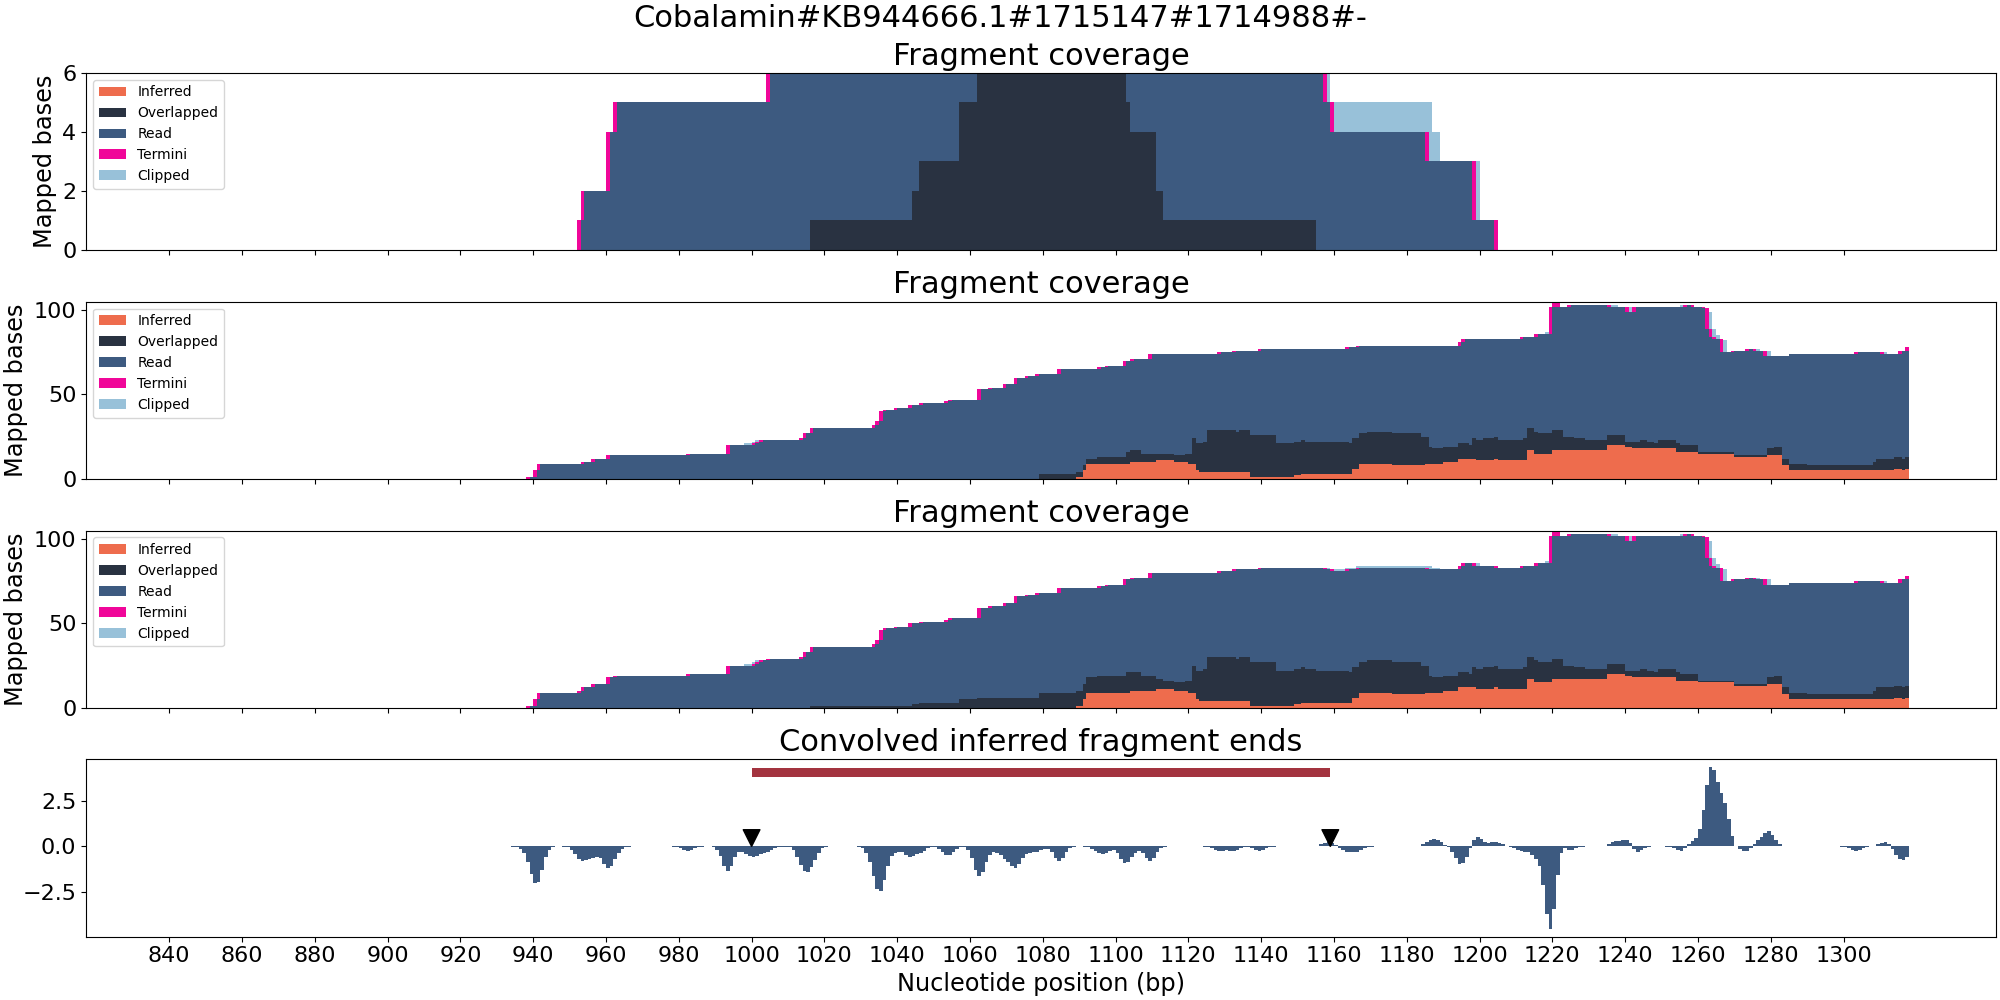 Cobalamin#KB944666.1#1715147#1714988#-
Fragment coverage
Mapped bases
6
4
2
0
Inferred
Overlapped
Read
Termini
Clipped
Fragment coverage
Mapped bases
100
50
0
Inferred
Overlapped
Read
Termini
Clipped
Fragment coverage
Mapped bases
100
50
0
Inferred
Overlapped
Read
Termini
Clipped
Convolved inferred fragment ends
2.5
0.0
−2.5
840 860 880 900 920 940 960 980 1000 1020 1040 1060 1080 1100 1120 1140 1160 1180 1200 1220 1240 1260 1280 1300
Nucleotide position (bp)